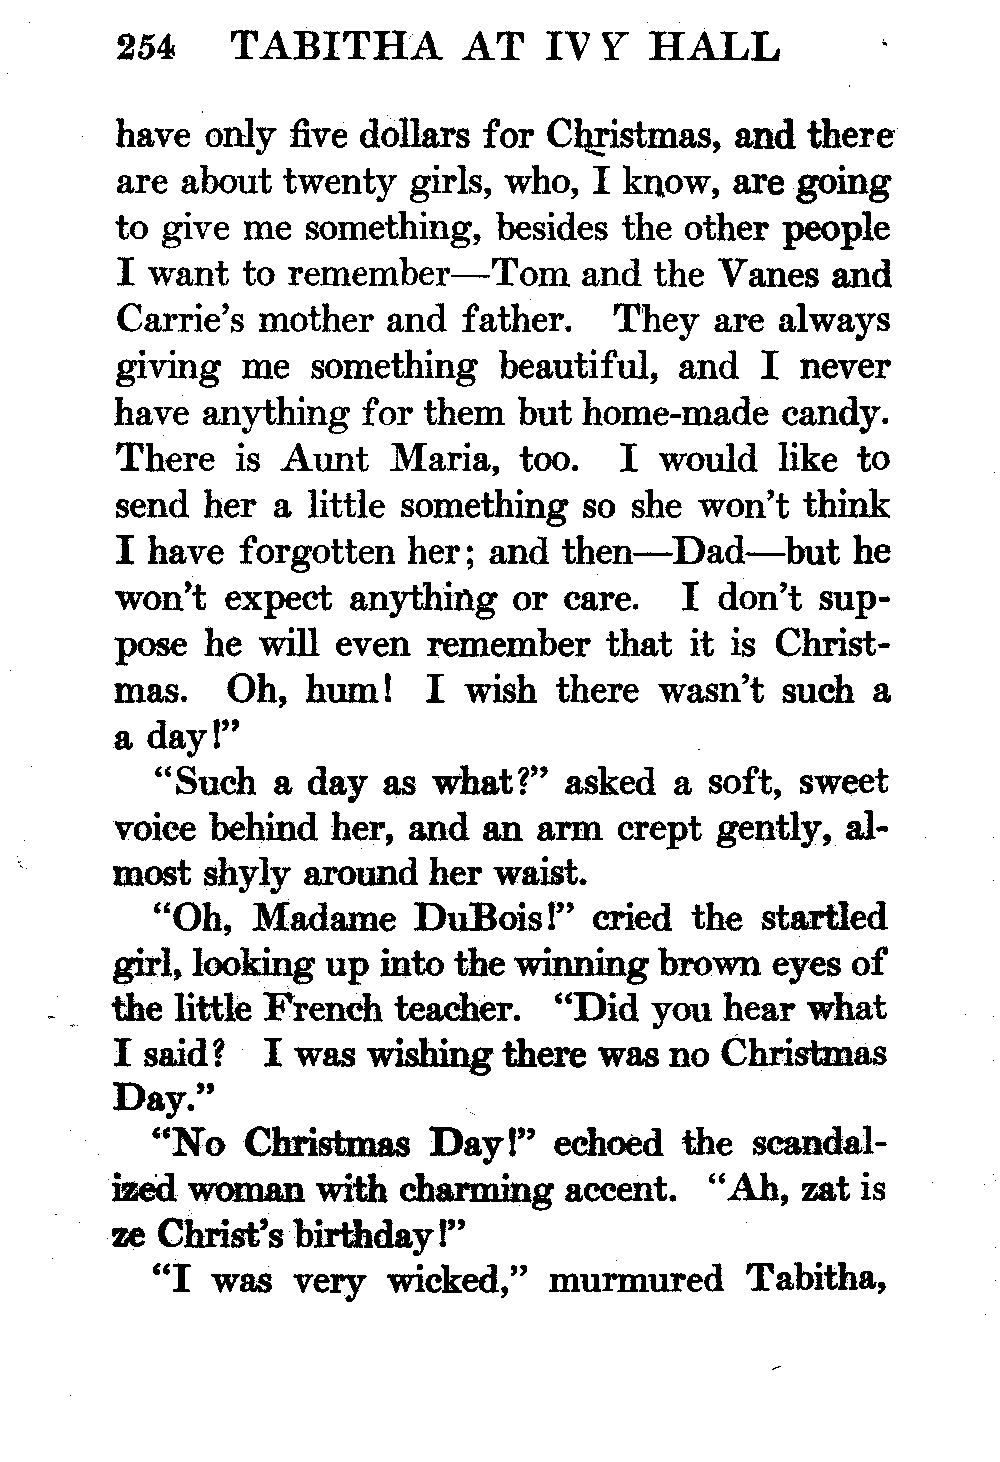 254 TABITHA AT IVY HALL
have only five dollars for Christmas, and there
are about twenty girls, who, I know, are going
to give me something, besides the other people
I want to remember—Tom and the Vanes and
Carrie's mother and father. They are always
giving me something beautiful, and I never
have anything for them but home-made candy.
There is Aunt Maria, too. I would like to
send her a little something so she won't think
I have forgotten her; and then—Dad—but he
won't expect anything or care. I don't sup-
pose he will even remember that it is Christ-
mas. Oh, hum! I wish there wasn't such a
a day!"
"Such a day as what?" asked a soft, sweet
voice behind her, and an arm crept gently, al-
most shyly around her waist.
"Oh, Madame DuBois!" cried the startled
girl, looking up into the winning brown eyes of
the little French teacher. "Did you hear what
I said? I was wishing there was no Christmas
Day."
"No Christmas Day!" echoed the scandal-
ized woman with charming accent. "Ah, zat is
ze Christ's birthday!"
"I was very wicked," murmured Tabitha,